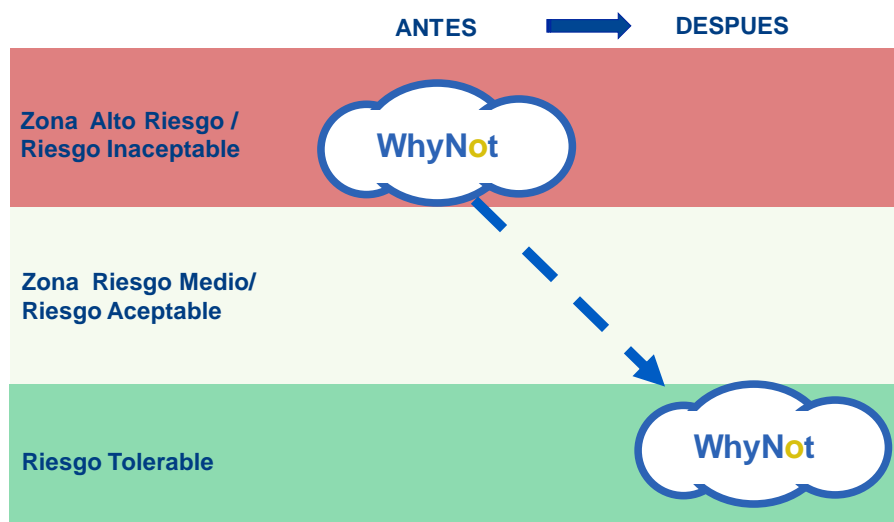 ANTES DESPUES
Zona Alto Riesgo /
Riesgo Inaceptable
WhyNot
Zona Riesgo Medio/
Riesgo Aceptable
Riesgo Tolerable
WhyNot